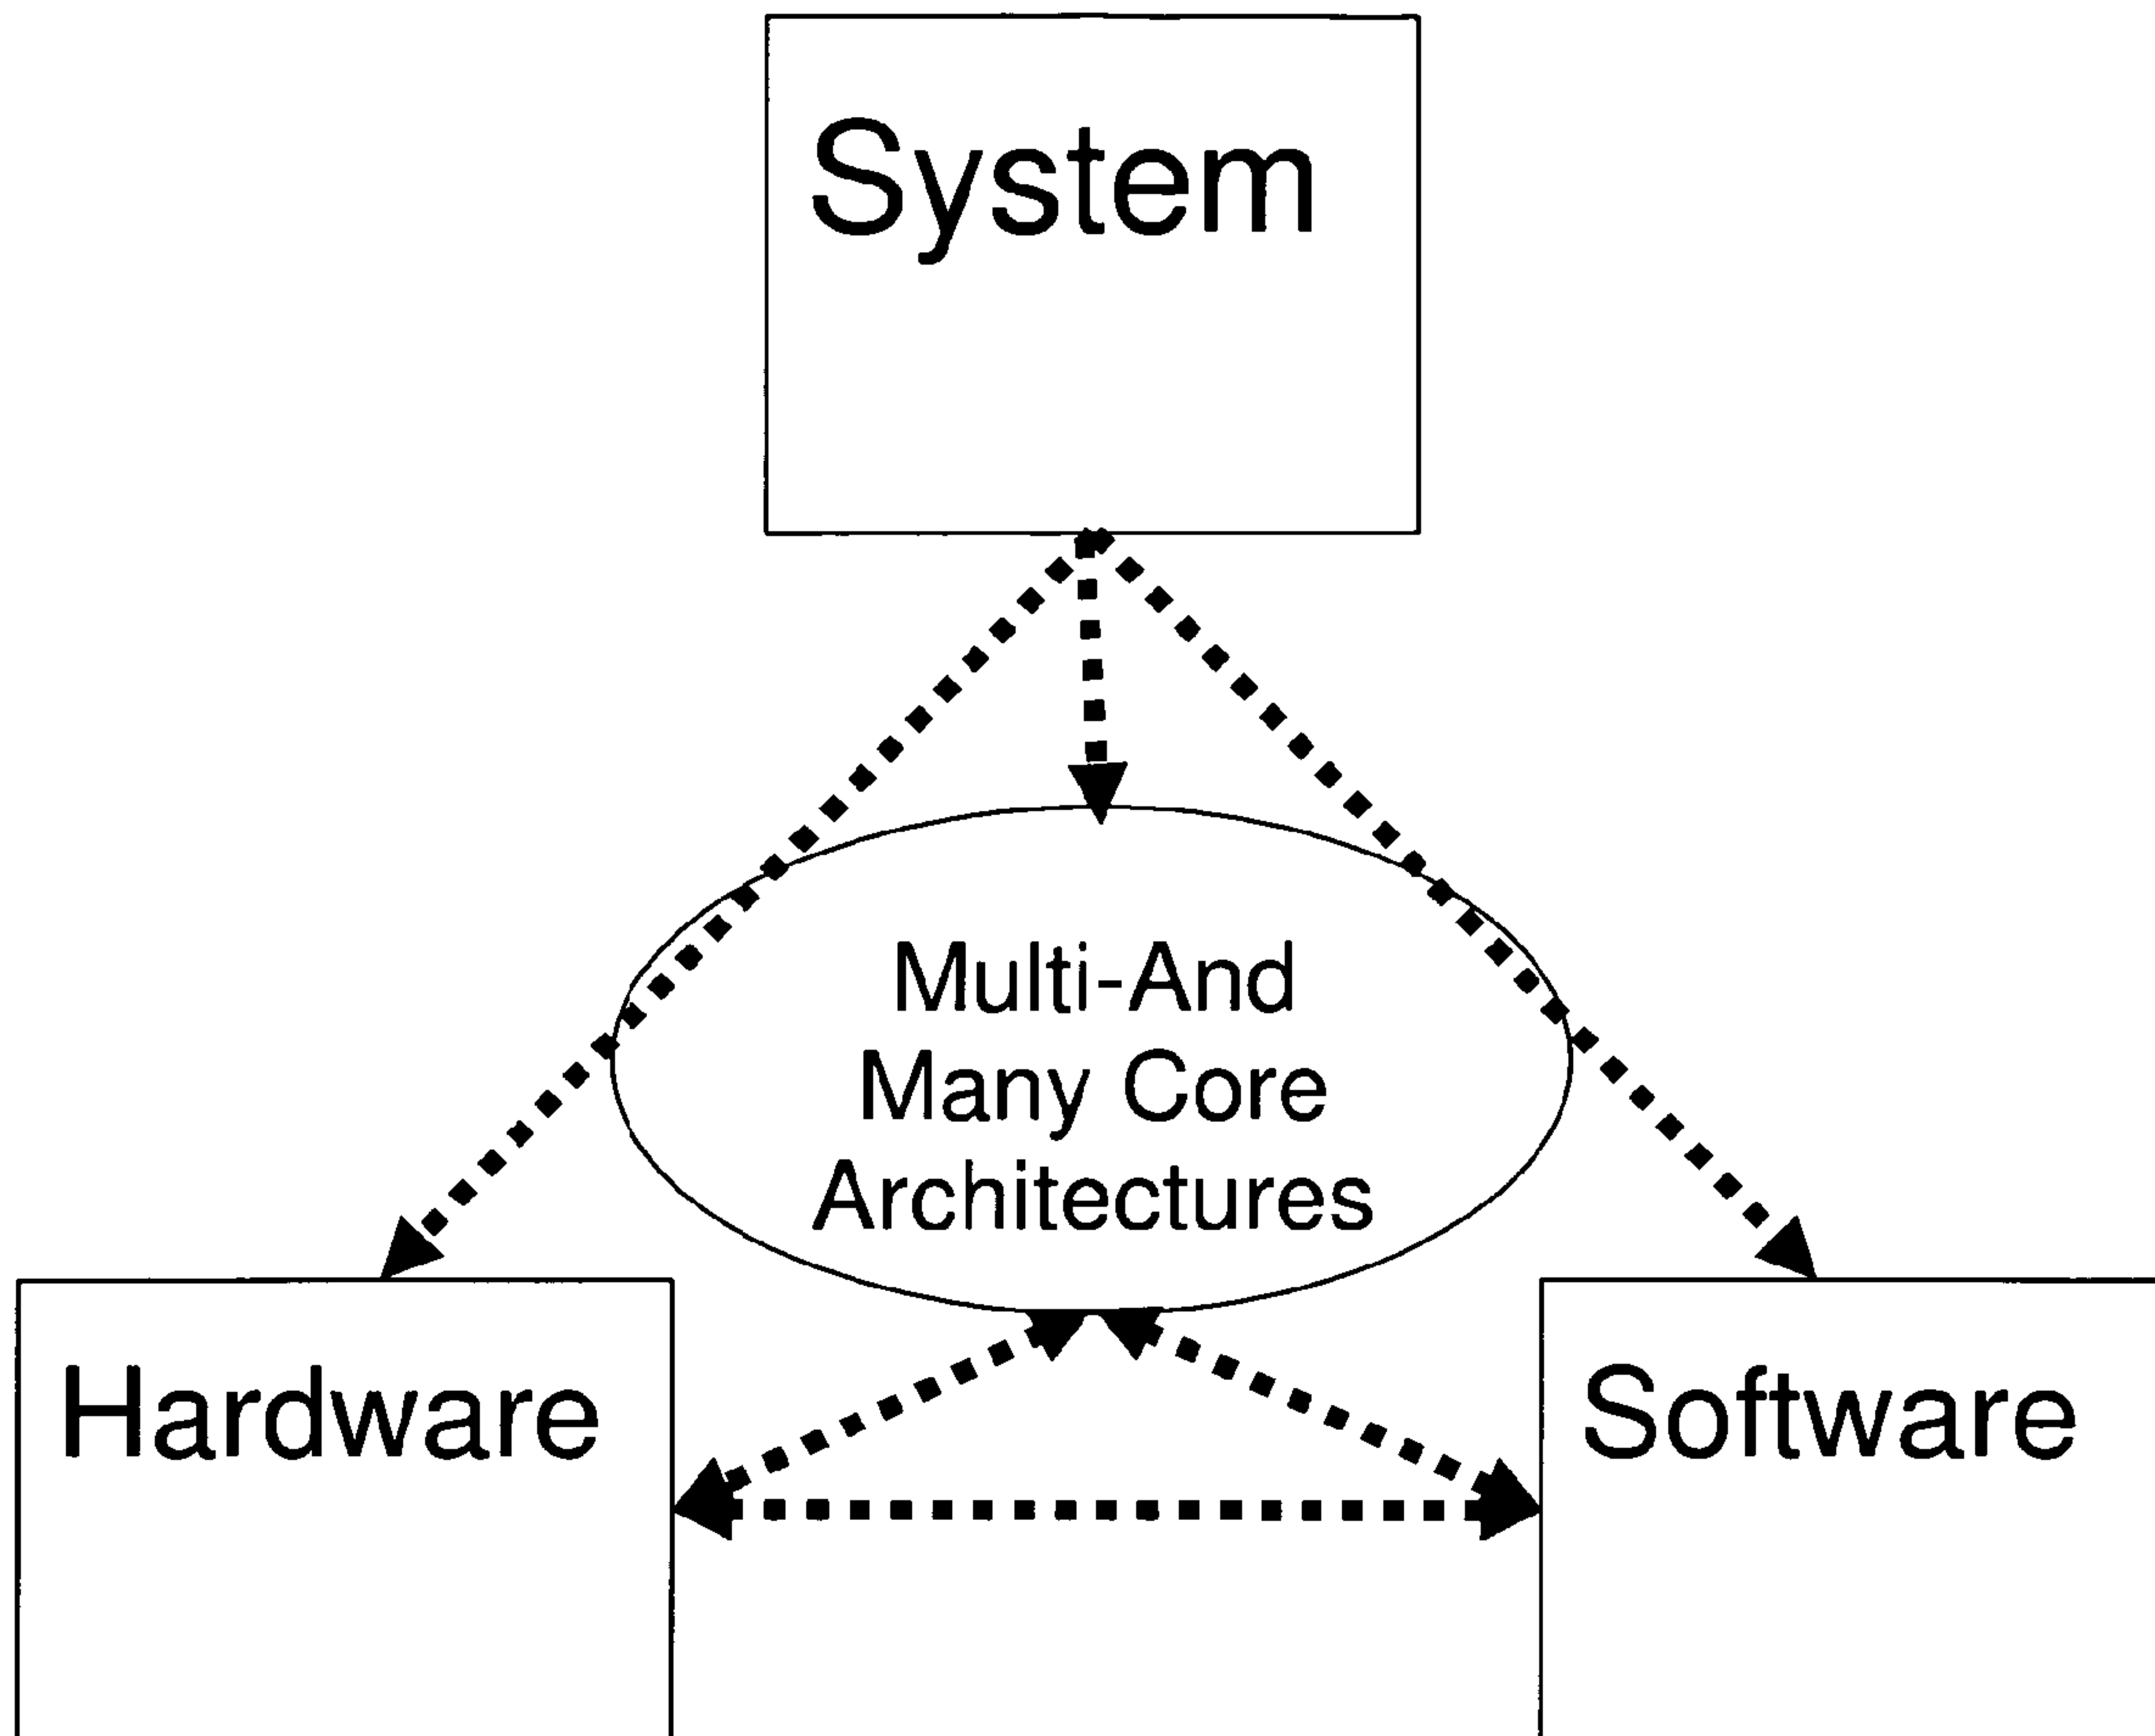 System
Multi-And
Many Core
Architectures
Hardware
Software